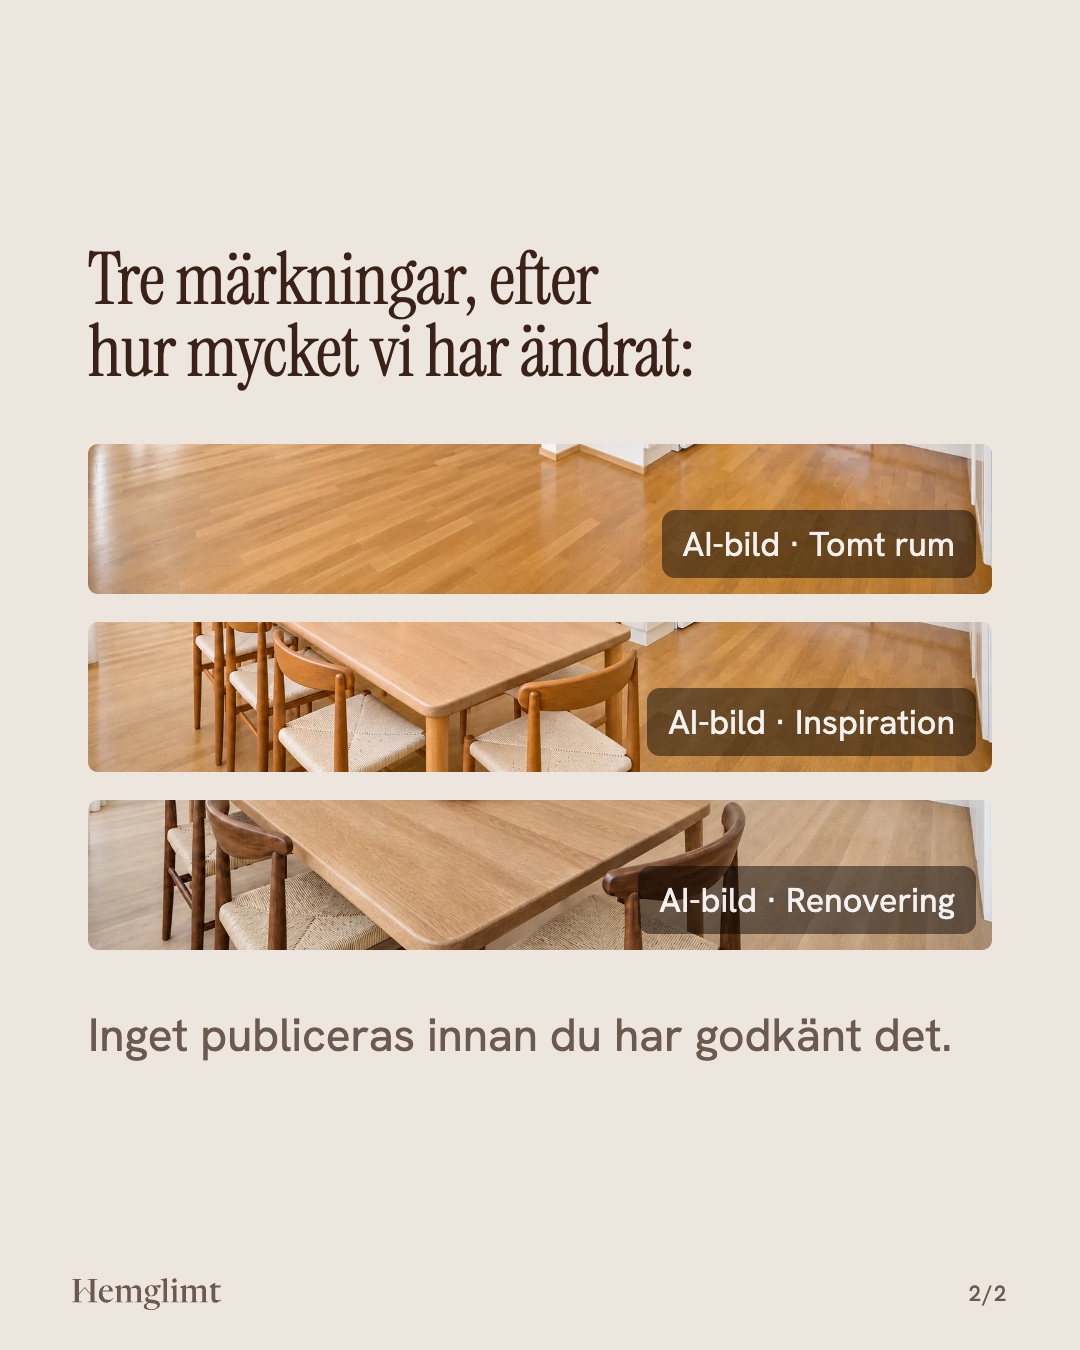 Tre märkningar, efter
hur mycket vi har ändrat:
AI-bild · Tomt rum
AI-bild · Inspiration
AI-bild · Renovering
Inget publiceras innan du har godkänt det.
Hemglimt
2/2